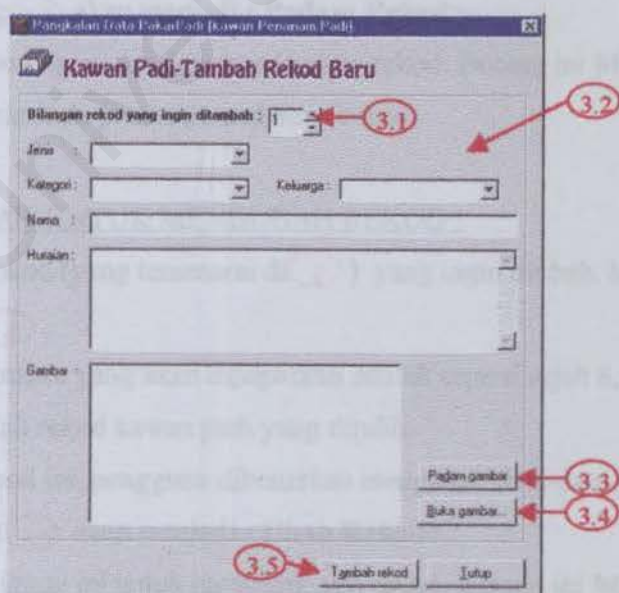 Pangkalan Data PakarPadi [Kawan Penanam Padi]
Kawan Padi-Tambah Rekod Baru
Bilangan rekod yang ingin ditambah : 1
3.1
3.2
Jenis :
Kategori :
Keluarga :
Nama :
Huraian :
Gambar
Padam gambar
3.3
Buka gambar...
3.4
3.5
Tambah rekod
Tutup